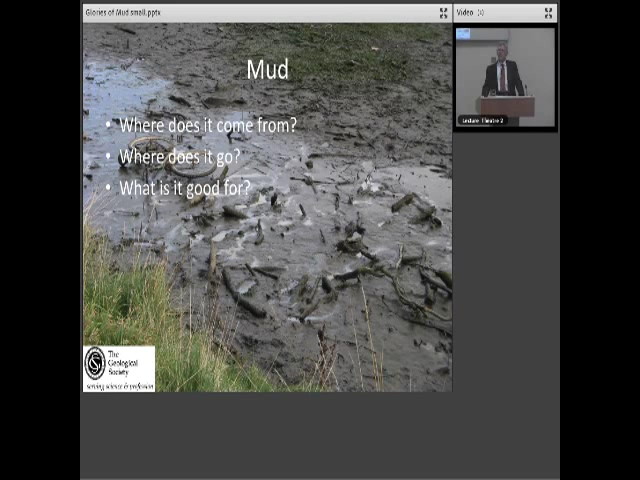 Glories of Mud small.pptx
Video (1)
Mud
• Where does it come from?
• Where does it go?
• What is it good for?
Lecture Theatre 2
The
Geological
Society
serving science & profession